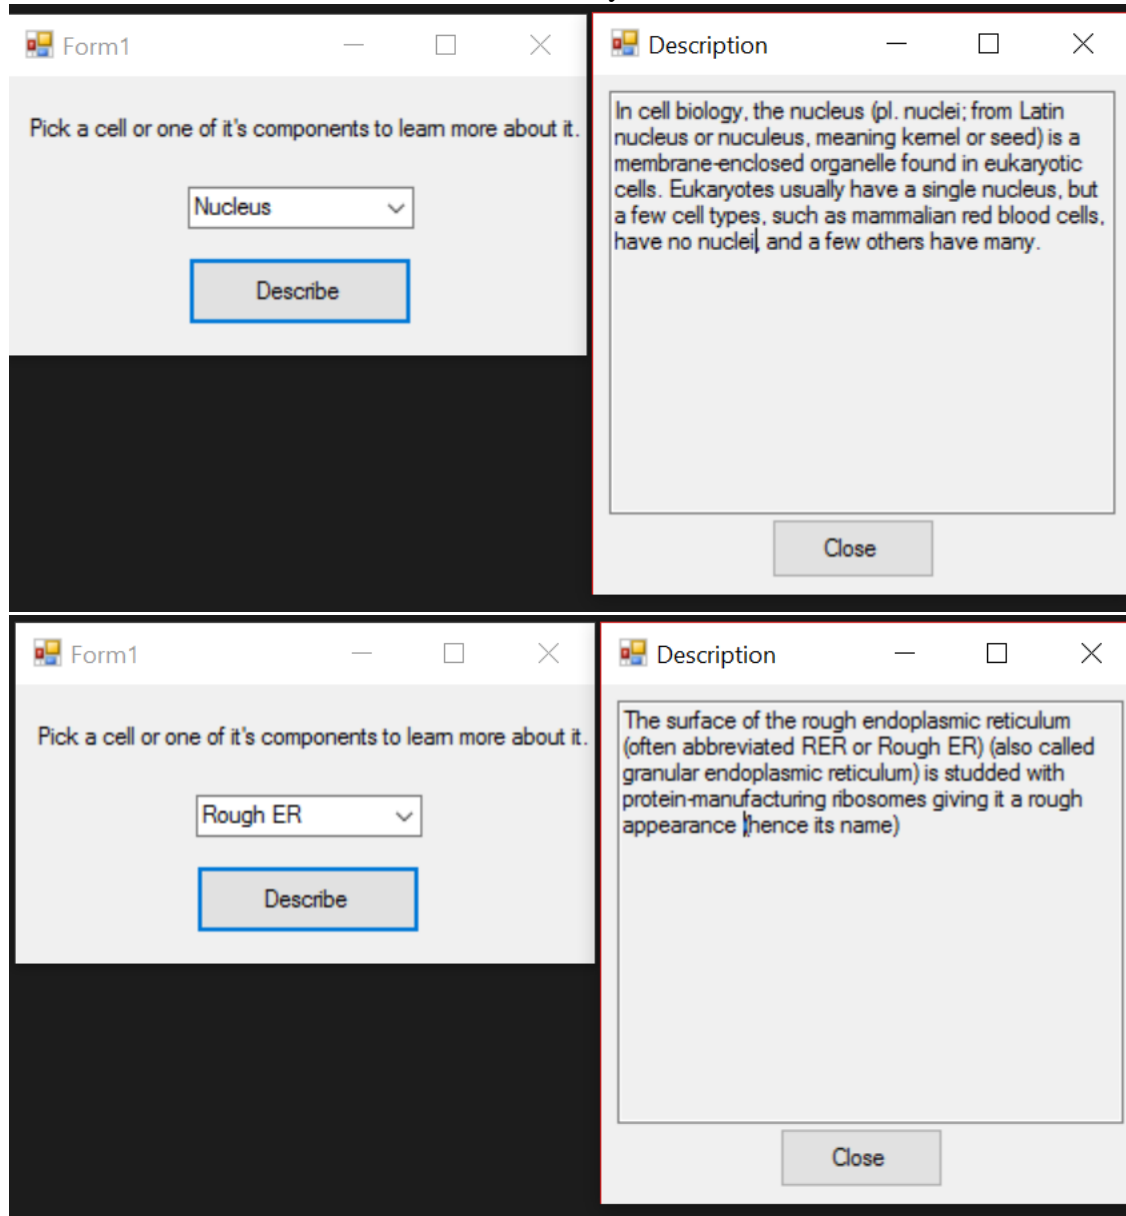 Form1
Pick a cell or one of it's components to learn more about it.
Nucleus
Describe
Description
In cell biology, the nucleus (pl. nuclei; from Latin
nucleus or nuculeus, meaning kernel or seed) is a
membrane-enclosed organelle found in eukaryotic
cells. Eukaryotes usually have a single nucleus, but
a few cell types, such as mammalian red blood cells,
have no nuclei, and a few others have many.
Close
Form1
Pick a cell or one of it's components to learn more about it.
Rough ER
Describe
Description
The surface of the rough endoplasmic reticulum
(often abbreviated RER or Rough ER) (also called
granular endoplasmic reticulum) is studded with
protein-manufacturing ribosomes giving it a rough
appearance (hence its name)
Close